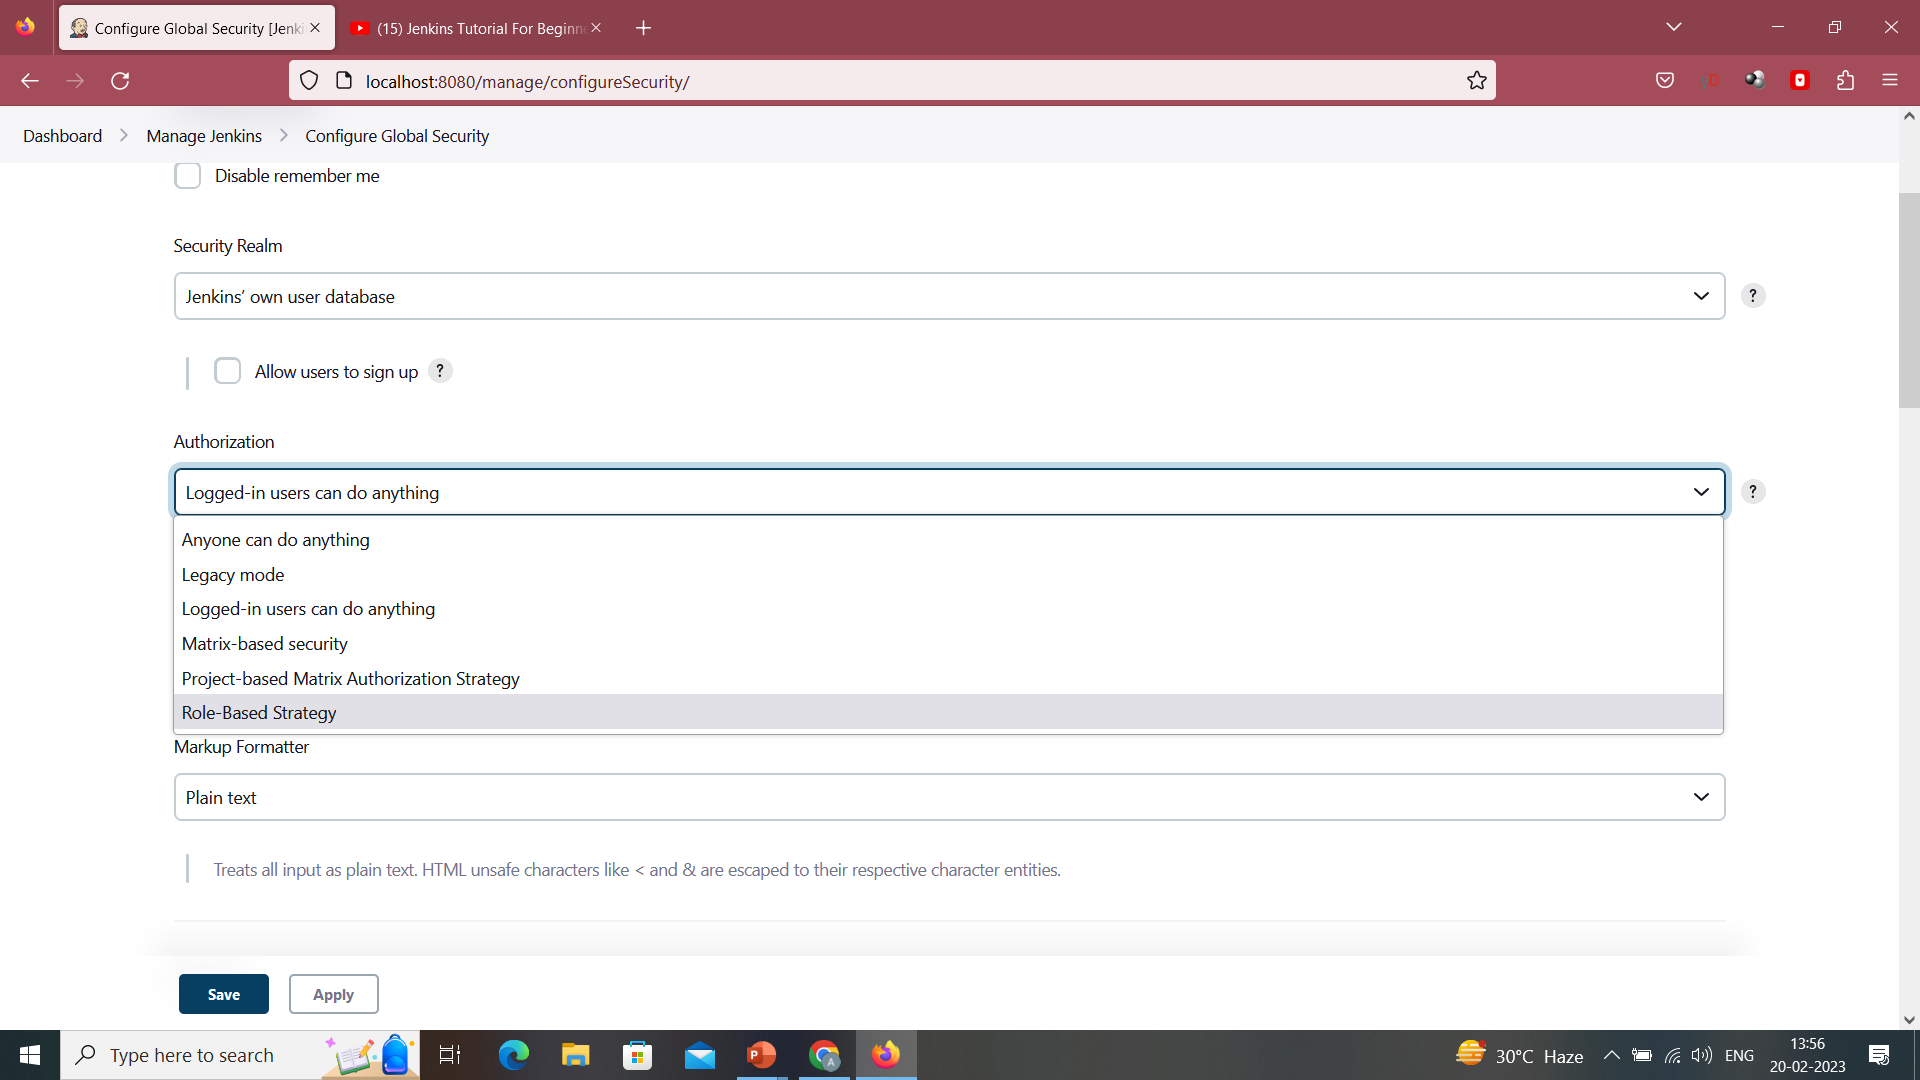 Configure Global Security [Jenki
(15) Jenkins Tutorial For Beginne
localhost:8080/manage/configureSecurity/
Dashboard
Manage Jenkins
Configure Global Security
Disable remember me
Security Realm
Jenkins’ own user database
?
Allow users to sign up
?
Authorization
Logged-in users can do anything
?
Anyone can do anything
Legacy mode
Logged-in users can do anything
Matrix-based security
Project-based Matrix Authorization Strategy
Role-Based Strategy
Markup Formatter
Plain text
Treats all input as plain text. HTML unsafe characters like < and & are escaped to their respective character entities.
Save
Apply
Type here to search
30°C Haze
ENG
13:56
20-02-2023